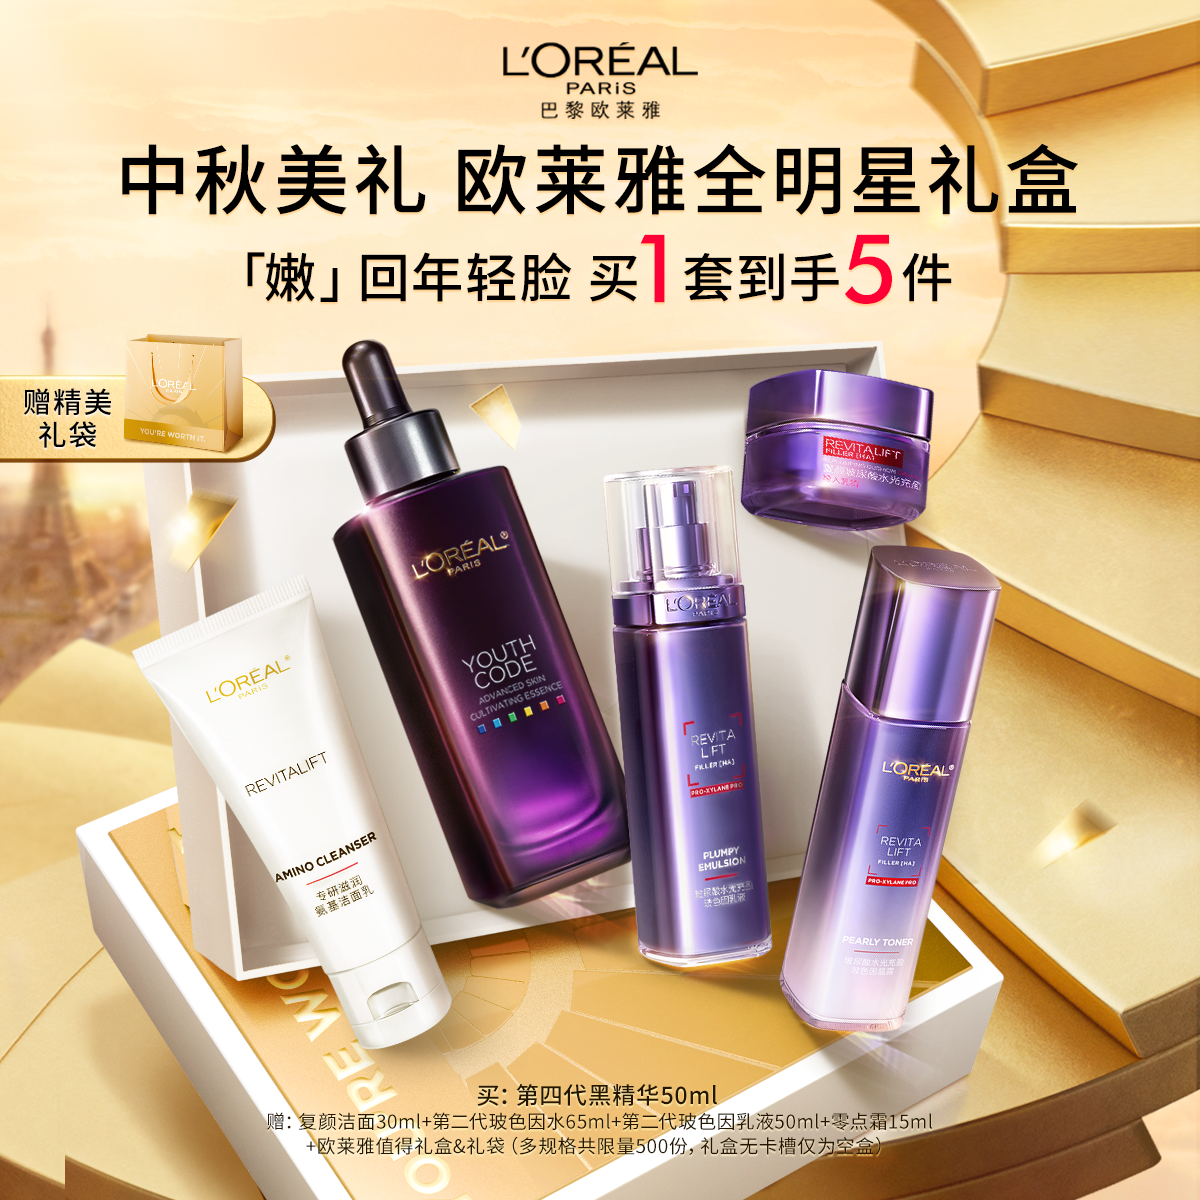 L'ORÉAL
PARIS
巴黎欧莱雅
中秋美礼 欧莱雅全明星礼盒
「嫩」回年轻脸 买1套到手5件
赠精美
礼袋
L'ORÉAL
PARIS
YOU'RE WORTH IT.
REVITALIFT
FILLER [HA]
L'ORÉAL
PARIS
YOUTH
CODE
ADVANCED SKIN
CULTIVATING ESSENCE
L'ORÉAL
PARIS
REVITALIFT
AMINO CLEANSER
专研滋润
氨基洁面乳
L'ORÉAL
PARIS
REVITA
LIFT
FILLER [HA]
PRO-XYLANE PRO
PLUMPY
EMULSION
L'ORÉAL
PARIS
REVITA
LIFT
FILLER [HA]
PRO-XYLANE PRO
PEARLY TONER
买：第四代黑精华50ml
赠：复颜洁面30ml+第二代玻色因水65ml+第二代玻色因乳液50ml+零点霜15ml
+欧莱雅值得礼盒&礼袋（多规格共限量500份，礼盒无卡槽仅为空盒）